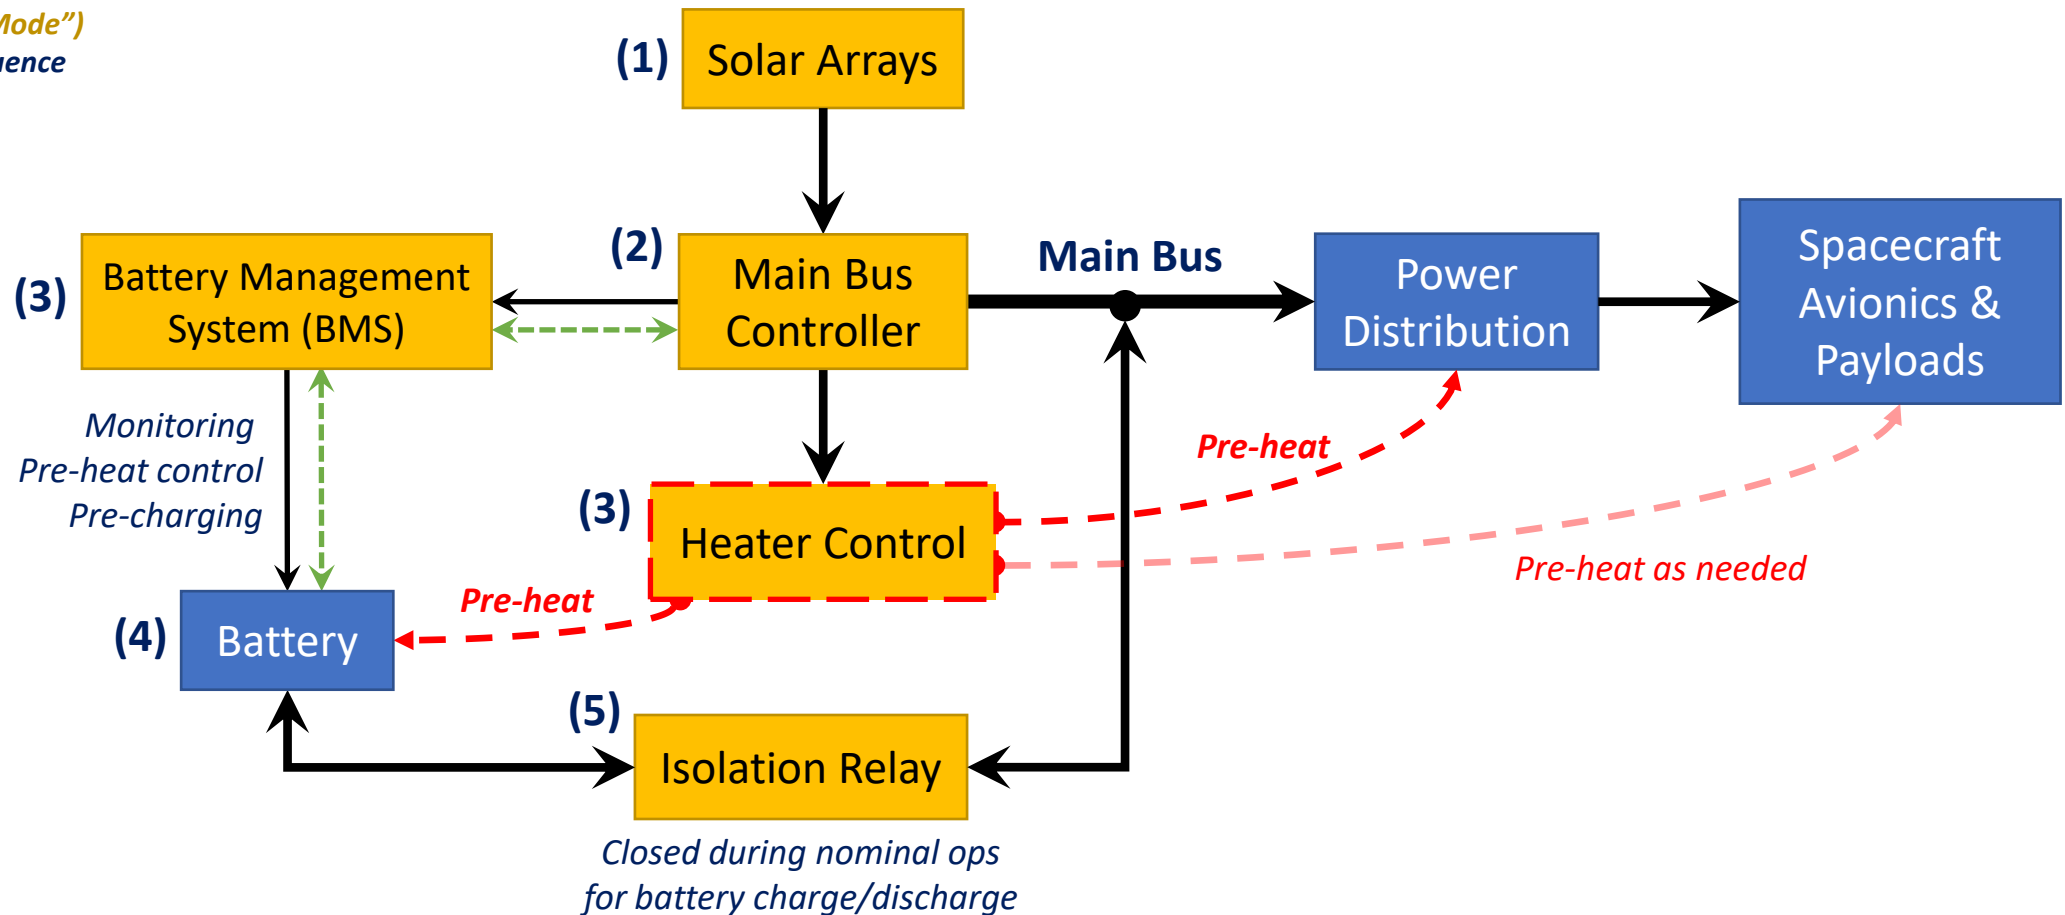 Mode”)
uence
(1)
Solar Arrays
(2)
Main Bus
Controller
Main Bus
(3)
Battery Management
System (BMS)
Power
Distribution
Spacecraft
Avionics &
Payloads
Monitoring
Pre-heat control
Pre-charging
(3)
Heater Control
Pre-heat
Pre-heat as needed
Pre-heat
(4)
Battery
(5)
Isolation Relay
Closed during nominal ops
for battery charge/discharge